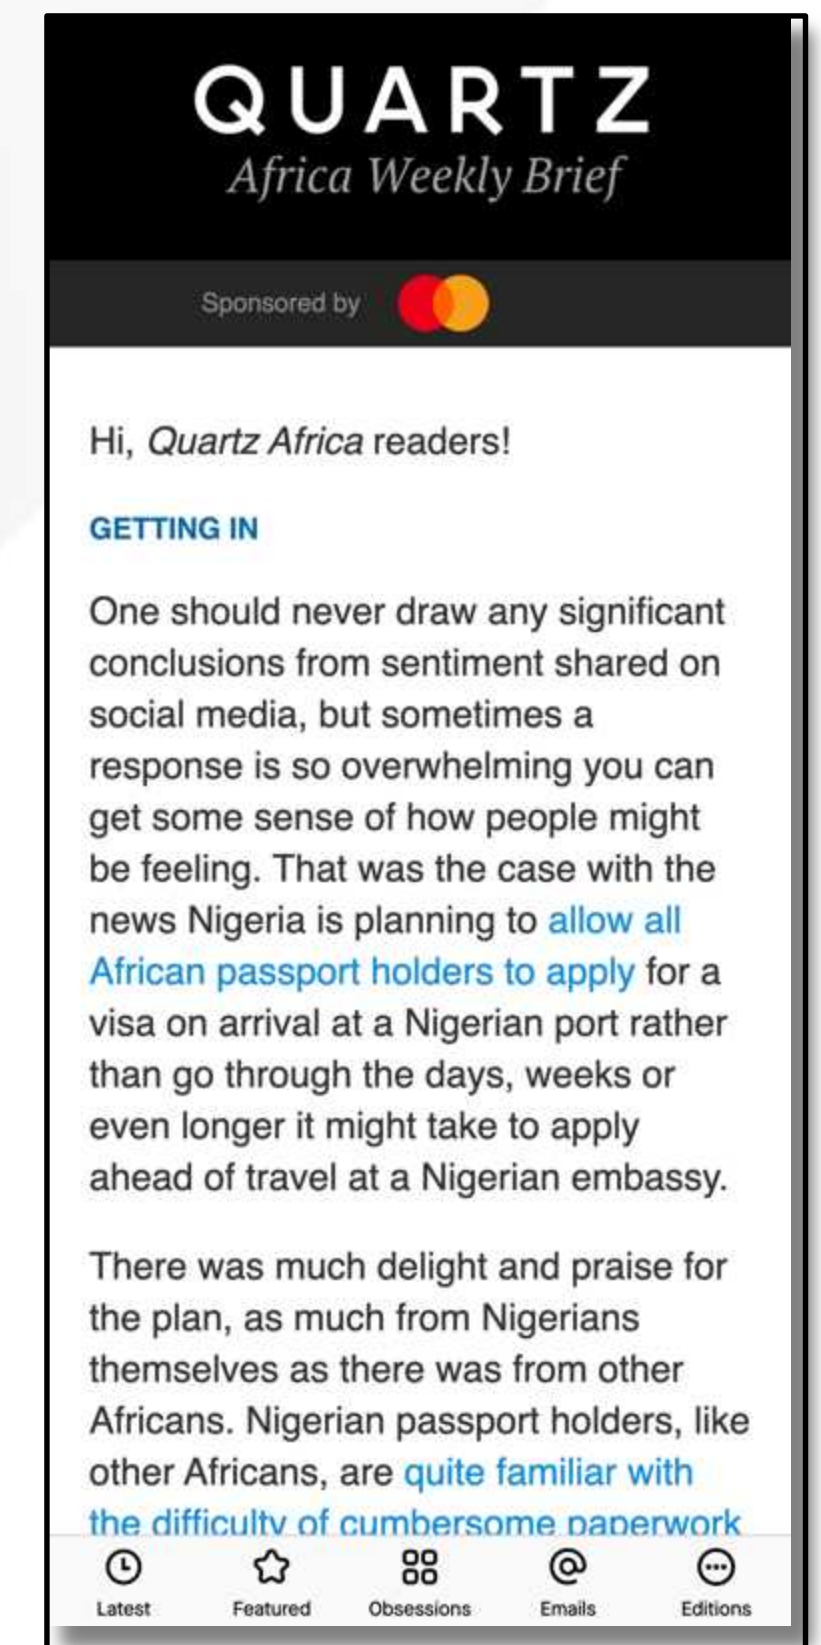 QUARTZ
Africa Weekly Brief
Sponsored by
Hi, Quartz Africa readers!
GETTING IN
One should never draw any significant
conclusions from sentiment shared on
social media, but sometimes a
response is so overwhelming you can
get some sense of how people might
be feeling. That was the case with the
news Nigeria is planning to allow all
African passport holders to apply for a
visa on arrival at a Nigerian port rather
than go through the days, weeks or
even longer it might take to apply
ahead of travel at a Nigerian embassy.
There was much delight and praise for
the plan, as much from Nigerians
themselves as there was from other
Africans. Nigerian passport holders, like
other Africans, are quite familiar with
the difficulty of cumbersome paperwork
Latest Featured Obsessions Emails Editions